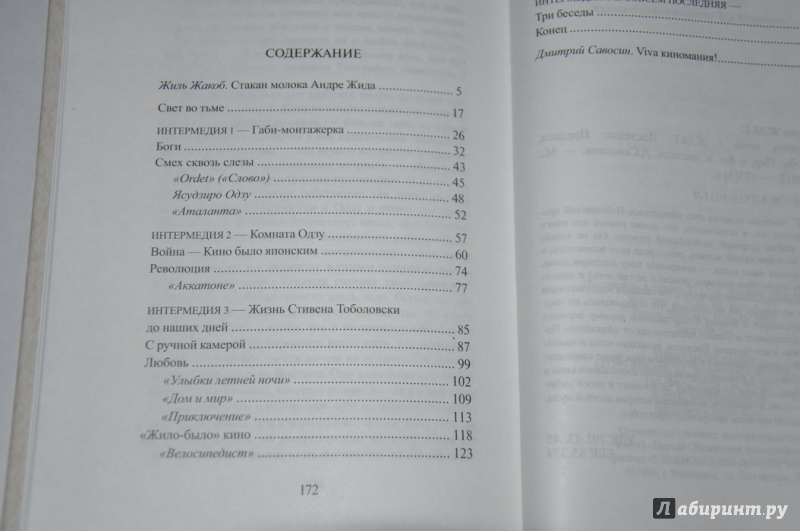 СОДЕРЖАНИЕ
Жиль Жакоб. Стакан молока Андре Жида 5
Свет во тьме 17
ИНТЕРМЕДИЯ 1 — Габи-монтажерка 26
Боги 32
Смех сквозь слезы 43
«Ordet» («Слово») 45
Ясудзиро Одзу 48
«Аталанта» 52
ИНТЕРМЕДИЯ 2 — Комната Одзу 57
Война — Кино было японским 60
Революция 74
«Аккатоне» 77
ИНТЕРМЕДИЯ 3 — Жизнь Стивена Тоболовски
до наших дней 85
С ручной камерой 87
Любовь 99
«Улыбки летней ночи» 102
«Дом и мир» 109
«Приключение» 113
«Жило-было» кино 118
«Велосипедист» 123
172
ПОСЛЕДНЯЯ —
Три беседы
Конец
Дмитрий Савосин. Viva киномания!
Лабиринт.ру